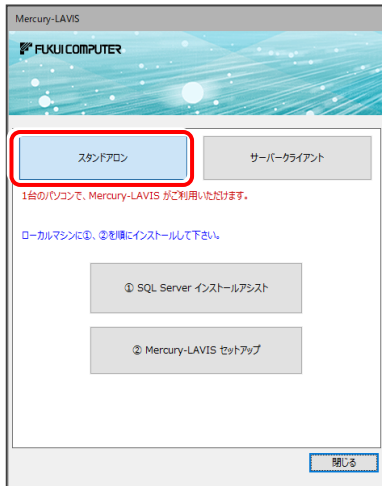 Mercury-LAVIS
FUKUI COMPUTER
スタンドアロン
サーバークライアント
1台のパソコンで、Mercury-LAVIS がご利用いただけます。
ローカルマシンに①、②を順にインストールして下さい。
① SQL Server インストールアシスト
② Mercury-LAVIS セットアップ
閉じる